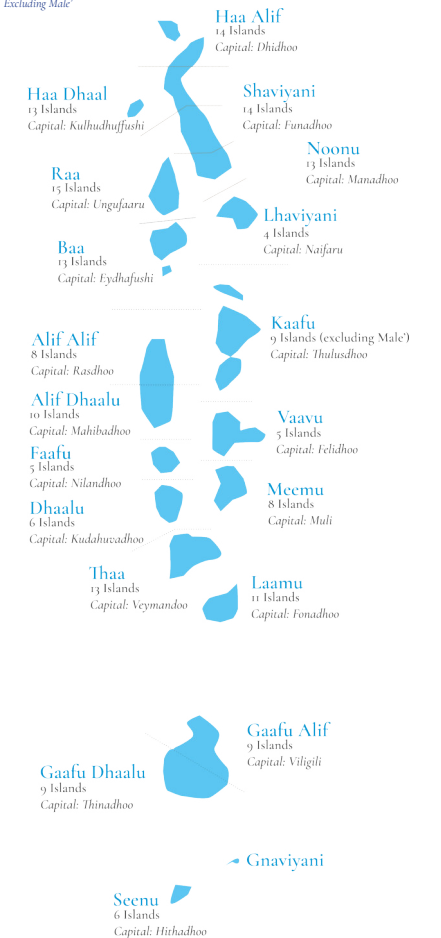 Excluding Male'
Haa Alif
14 Islands
Capital: Dhidhoo
Haa Dhaal
13 Islands
Capital: Kulhudhuffushi
Shaviyani
14 Islands
Capital: Funadhoo
Noonu
13 Islands
Capital: Manadhoo
Raa
15 Islands
Capital: Ungufaaru
Lhaviyani
4 Islands
Capital: Naifaru
Baa
13 Islands
Capital: Eydhafushi
Kaafu
9 Islands (excluding Male')
Capital: Thulusdhoo
Alif Alif
8 Islands
Capital: Rasdhoo
Alif Dhaalu
10 Islands
Capital: Mahibadhoo
Vaavu
5 Islands
Capital: Felidhoo
Faafu
5 Islands
Capital: Nilandhoo
Meemu
8 Islands
Capital: Muli
Dhaalu
6 Islands
Capital: Kudahuvadhoo
Thaa
13 Islands
Capital: Veymandoo
Laamu
11 Islands
Capital: Fonadhoo
Gaafu Alif
9 Islands
Capital: Viligili
Gaafu Dhaalu
9 Islands
Capital: Thinadhoo
Gnaviyani
Seenu
6 Islands
Capital: Hithadhoo